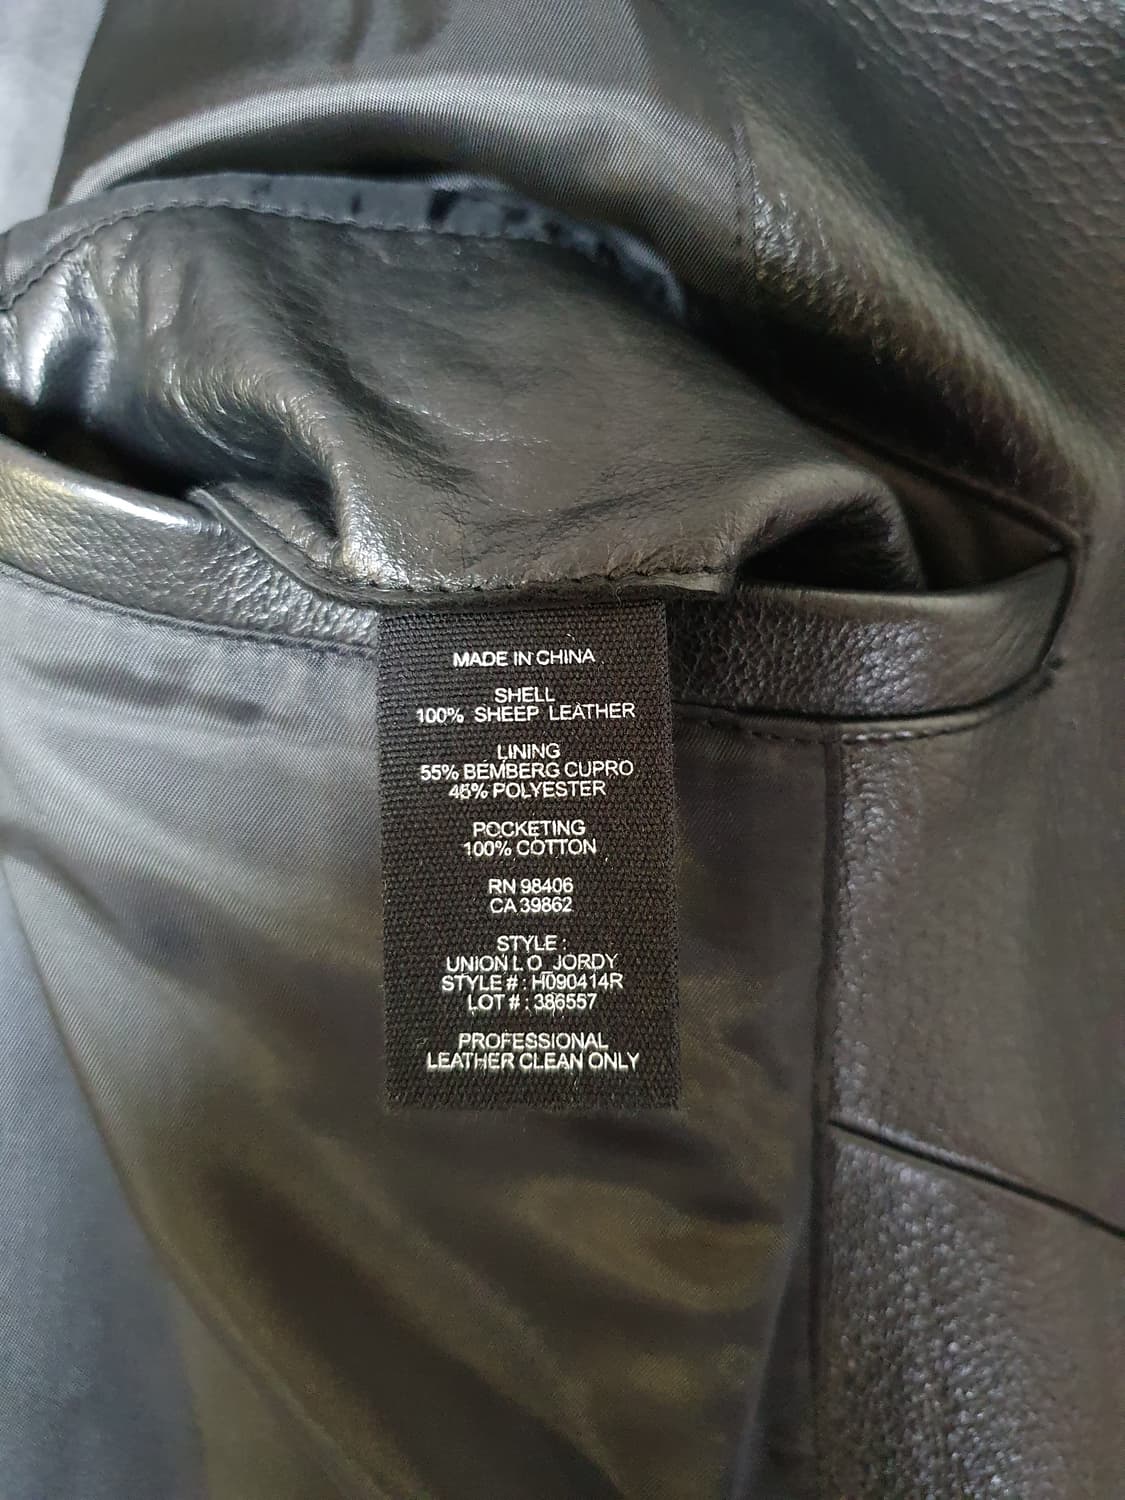 MADE IN CHINA
SHELL
100% SHEEP LEATHER
LINING
55% BEMBERG CUPRO
45% POLYESTER
POCKETING
100% COTTON
RN 98406
CA 39862
STYLE :
UNION L O_JORDY
STYLE # : H090414R
LOT # : 386557
PROFESSIONAL
LEATHER CLEAN ONLY